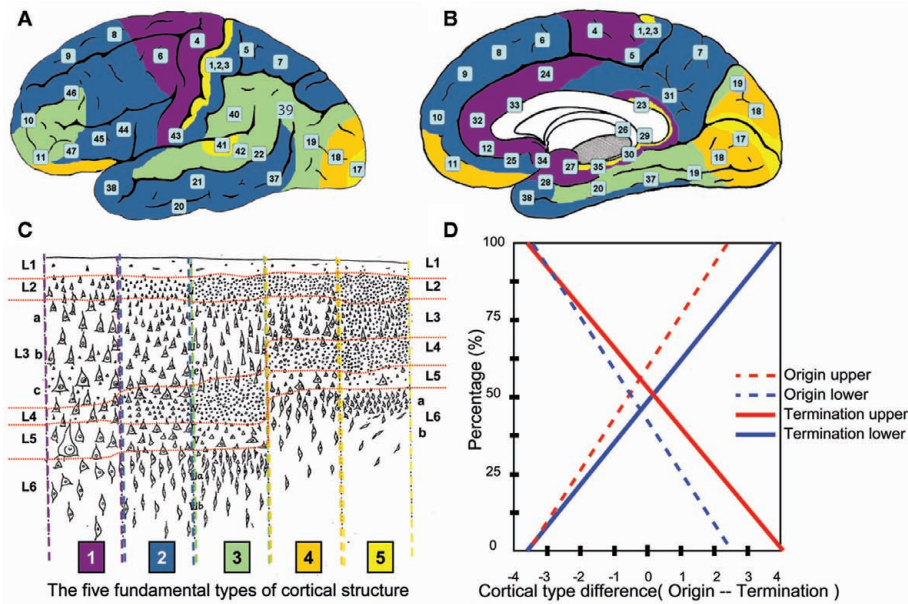 A
8
4
9
6
5
1,2,3
7
46
40
39
10
44
43
45
41
19
47
42
22
18
11
17
21
37
38
20
B
4
1,2,3
6
8
5
7
9
24
31
19
10
33
23
18
32
26
17
12
29
11
25
34
30
18
27
35
28
20
37
19
38
C
L1
L2
a
L3 b
c
L4
L5
L6
a
b
L1
L2
L3
L4
L5
a
L6
b
1 2 3 4 5
The five fundamental types of cortical structure
D
Percentage (%)
100
75
50
25
0
-4 -3 -2 -1 0 1 2 3 4
Cortical type difference( Origin -- Termination )
Origin upper
Origin lower
Termination upper
Termination lower